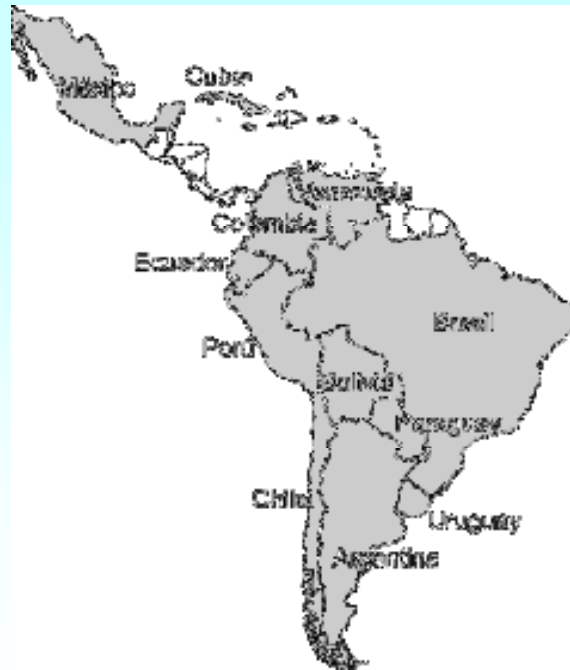 México
Cuba
Venezuela
Colombia
Ecuador
Brasil
Perú
Bolivia
Paraguay
Chile
Uruguay
Argentina